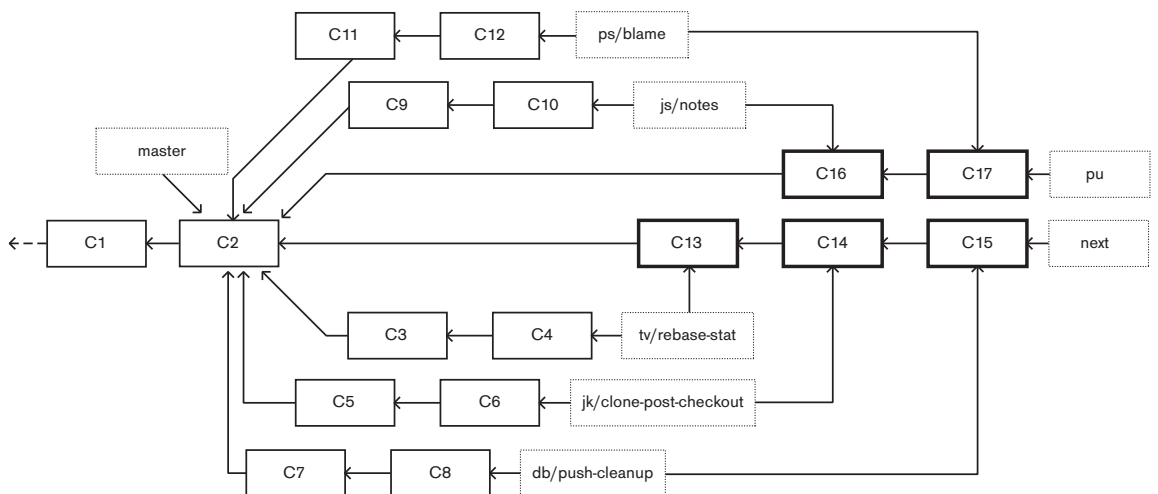 C11
C12
ps/blame
C9
C10
js/notes
master
C16
C17
pu
C1
C2
C13
C14
C15
next
C3
C4
tv/rebase-stat
C5
C6
jk/clone-post-checkout
C7
C8
db/push-cleanup